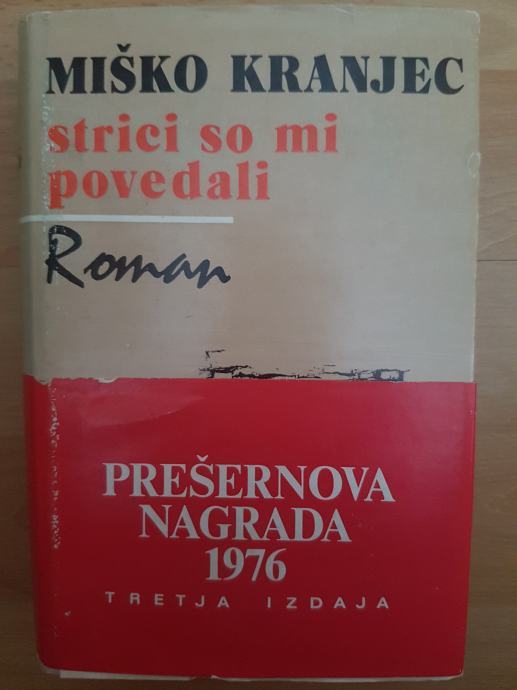 MIŠKO KRANJEC
strici so mi
povedali
Roman
PREŠERNOVA
NAGRADA
1976
TRETJA IZDAJA